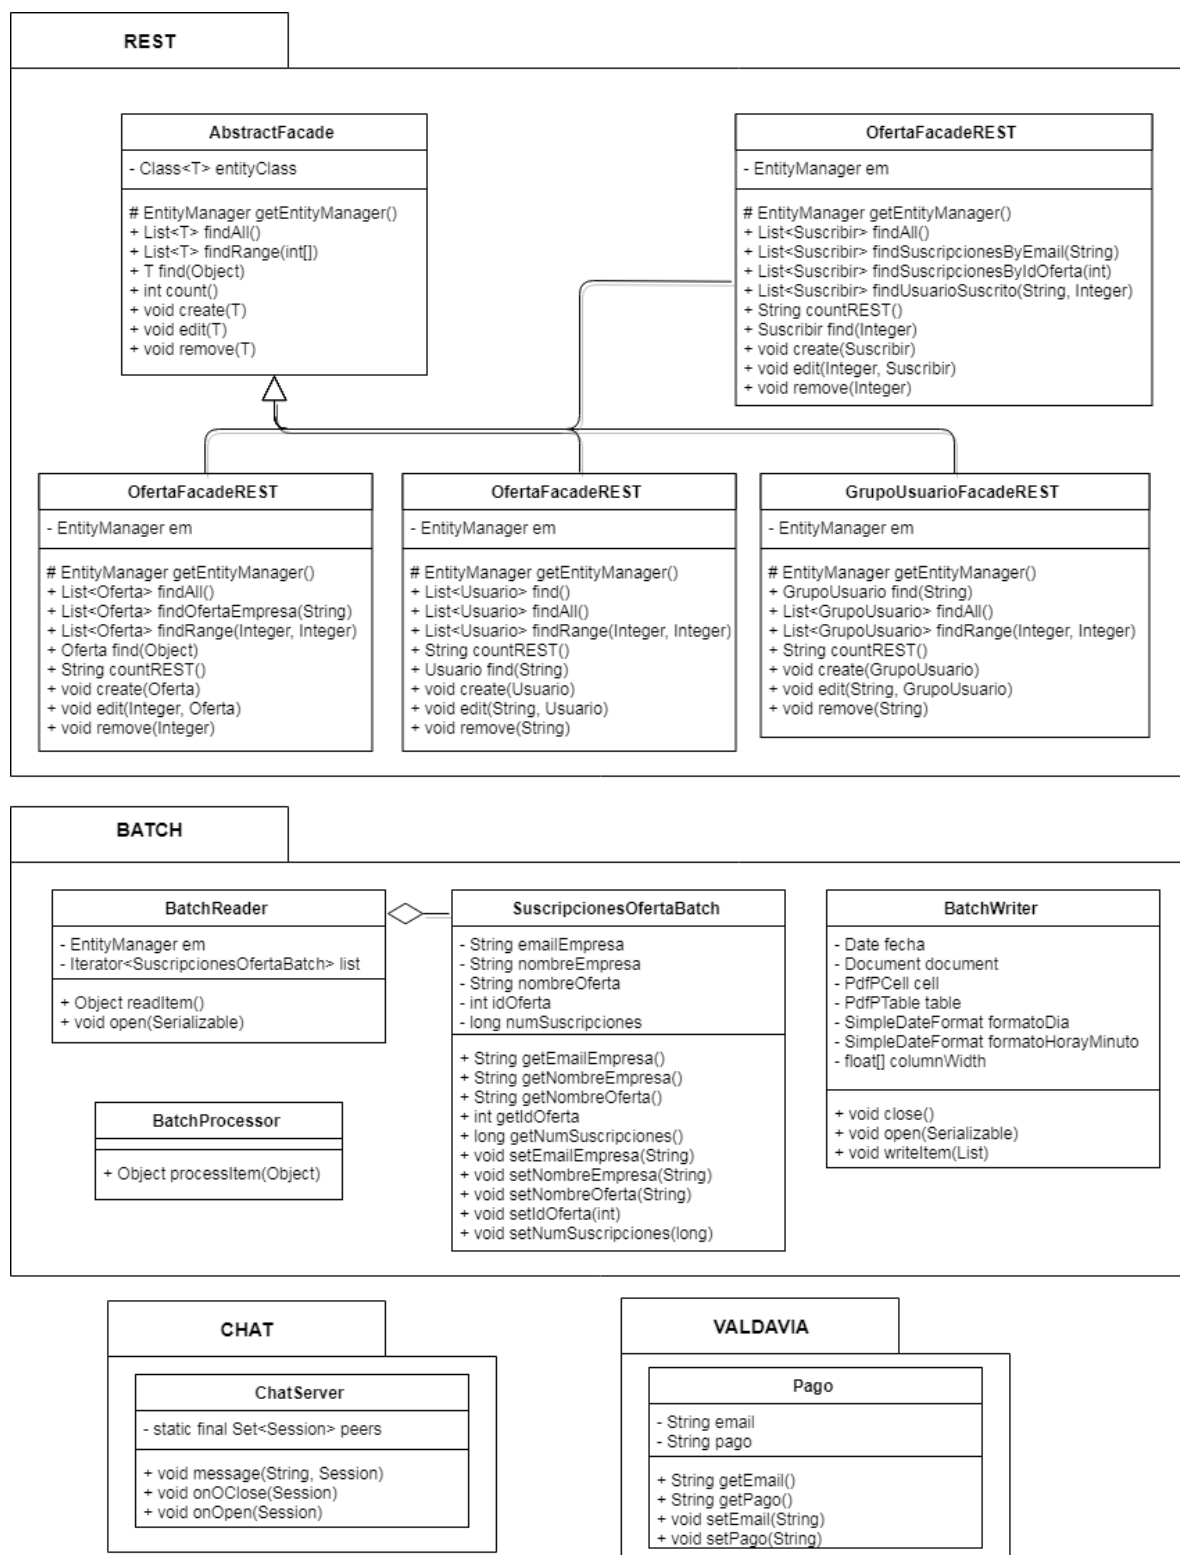 REST
AbstractFacade
- Class<T> entityClass
# EntityManager getEntityManager()
+ List<T> findAll()
+ List<T> findRange(int[])
+ T find(Object)
+ int count()
+ void create(T)
+ void edit(T)
+ void remove(T)
OfertaFacadeREST
- EntityManager em
# EntityManager getEntityManager()
+ List<Suscribir> findAll()
+ List<Suscribir> findSuscripcionesByEmail(String)
+ List<Suscribir> findSuscripcionesByIdOferta(int)
+ List<Suscribir> findUsuarioSuscrito(String, Integer)
+ String countREST()
+ Suscribir find(Integer)
+ void create(Suscribir)
+ void edit(Integer, Suscribir)
+ void remove(Integer)
OfertaFacadeREST
- EntityManager em
# EntityManager getEntityManager()
+ List<Oferta> findAll()
+ List<Oferta> findOfertaEmpresa(String)
+ List<Oferta> findRange(Integer, Integer)
+ Oferta find(Object)
+ String countREST()
+ void create(Oferta)
+ void edit(Integer, Oferta)
+ void remove(Integer)
OfertaFacadeREST
- EntityManager em
# EntityManager getEntityManager()
+ List<Usuario> find()
+ List<Usuario> findAll()
+ List<Usuario> findRange(Integer, Integer)
+ String countREST()
+ Usuario find(String)
+ void create(Usuario)
+ void edit(String, Usuario)
+ void remove(String)
GrupoUsuarioFacadeREST
- EntityManager em
# EntityManager getEntityManager()
+ GrupoUsuario find(String)
+ List<GrupoUsuario> findAll()
+ List<GrupoUsuario> findRange(Integer, Integer)
+ String countREST()
+ void create(GrupoUsuario)
+ void edit(String, GrupoUsuario)
+ void remove(String)
BATCH
BatchReader
- EntityManager em
- Iterator<SuscripcionesOfertaBatch> list
+ Object readItem()
+ void open(Serializable)
BatchProcessor
+ Object processItem(Object)
SuscripcionesOfertaBatch
- String emailEmpresa
- String nombreEmpresa
- String nombreOferta
- int idOferta
- long numSuscripciones
+ String getEmailEmpresa()
+ String getNombreEmpresa()
+ String getNombreOferta()
+ int getIdOferta
+ long getNumSuscripciones()
+ void setEmailEmpresa(String)
+ void setNombreEmpresa(String)
+ void setNombreOferta(String)
+ void setIdOferta(int)
+ void setNumSuscripciones(long)
BatchWriter
- Date fecha
- Document document
- PdfPCell cell
- PdfPTable table
- SimpleDateFormat formatoDia
- SimpleDateFormat formatoHorayMinuto
- float[] columnWidth
+ void close()
+ void open(Serializable)
+ void writeItem(List)
CHAT
ChatServer
- static final Set<Session> peers
+ void message(String, Session)
+ void onOClose(Session)
+ void onOpen(Session)
VALDAVIA
Pago
- String email
- String pago
+ String getEmail()
+ String getPago()
+ void setEmail(String)
+ void setPago(String)